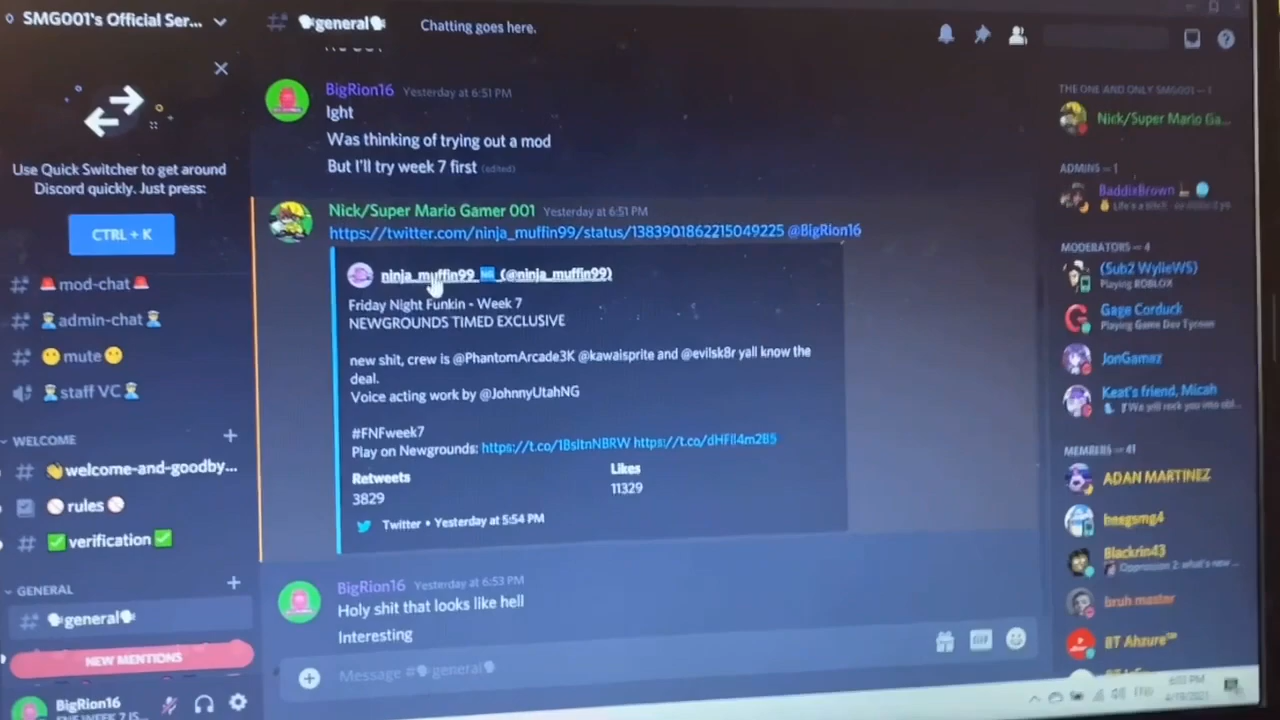 SMG001's Official Ser...
🗣general🗣 Chatting goes here.
Use Quick Switcher to get around
Discord quickly. Just press:
CTRL + K
🚨mod-chat🚨
admin-chat
mute
staff VC
WELCOME
👋welcome-and-goodby...
rules
✅verification✅
GENERAL
🗣general🗣
NEW MENTIONS
BigRion16
BigRion16 Yesterday at 6:51 PM
Ight
Was thinking of trying out a mod
But I'll try week 7 first (edited)
Nick/Super Mario Gamer 001 Yesterday at 6:51 PM
https://twitter.com/ninja_muffin99/status/1383901862215049225 @BigRion16
ninja_muffin99 (@ninja_muffin99)
Friday Night Funkin - Week 7
NEWGROUNDS TIMED EXCLUSIVE
new shit, crew is @PhantomArcade3K @kawaisprite and @evilsk8r yall know the
deal.
Voice acting work by @JohnnyUtahNG
#FNFweek7
Play on Newgrounds: https://t.co/1BsltnNBRW https://t.co/dHFIl4m2B5
Retweets Likes
3829 11329
Twitter • Yesterday at 5:54 PM
BigRion16 Yesterday at 6:53 PM
Holy shit that looks like hell
Interesting
Message #🗣general🗣
GIF
THE ONE AND ONLY SMG001 — 1
Nick/Super Mario Ga...
ADMINS — 1
BaddieBrown
MODERATORS — 4
(Sub2 WylieWS)
Playing ROBLOX
Gage Corduck
Playing Game Dev Tycoon
JonGamez
Keat's friend, Micah
MEMBERS — 41
ADAN MARTINEZ
beegsmg4
Blackrin43
bruh master
BT Ahzure